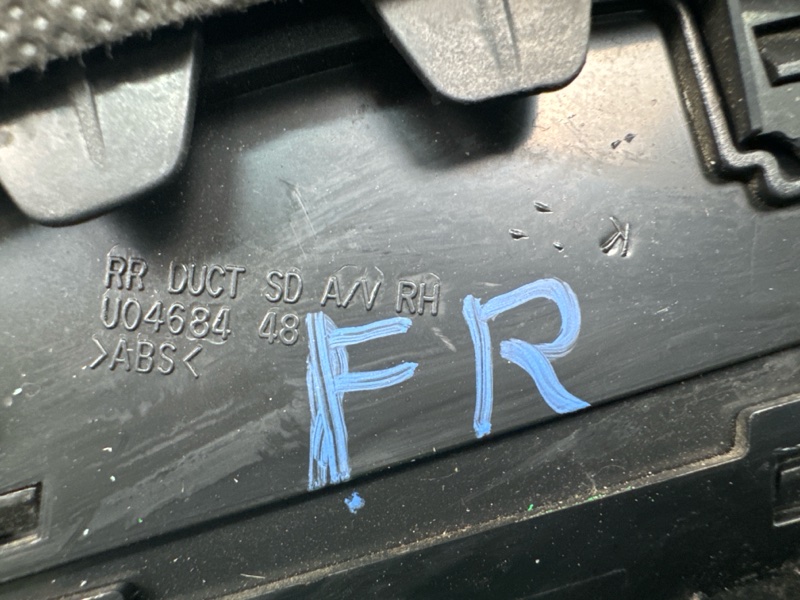 RR DUCT SD A/V RH
U04684 48
>ABS<
FR
K